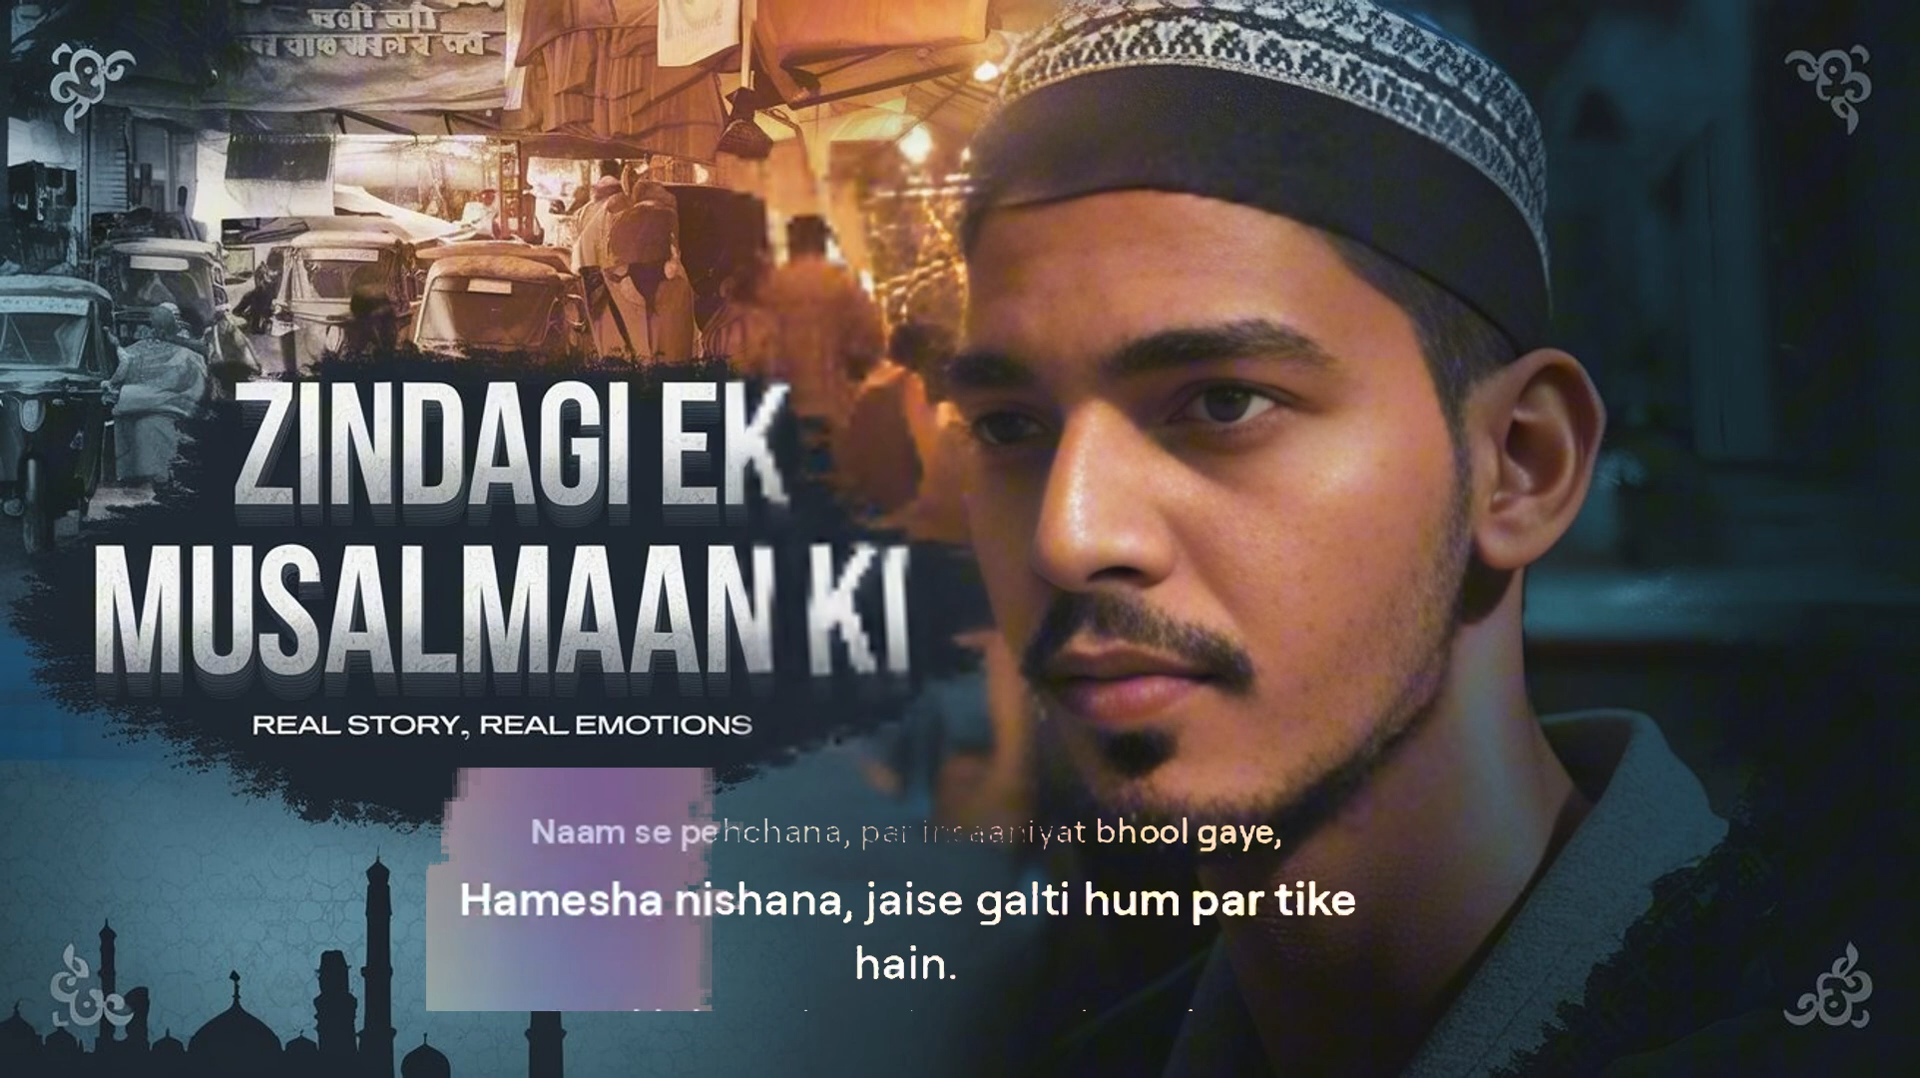 ZINDAGI EK
MUSALMAAN KI
REAL STORY, REAL EMOTIONS
Naam se pehchana, par insaaniyat bhool gaye,
Hamesha nishana, jaise galti hum par tike
hain.